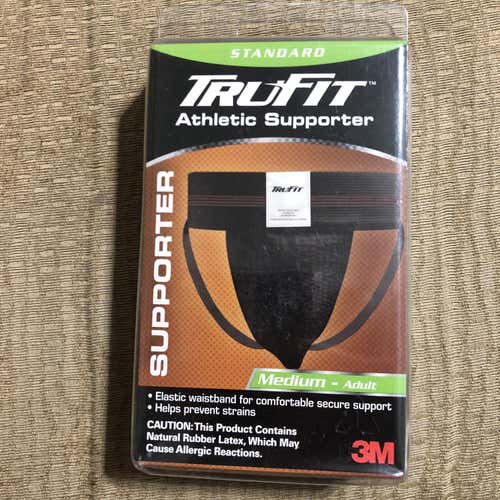 STANDARD
TRUFIT™
Athletic Supporter
SUPPORTER
TRUFIT
Medium - Adult
• Elastic waistband for comfortable secure support
• Helps prevent strains
CAUTION: This Product Contains
Natural Rubber Latex, Which May
Cause Allergic Reactions.
3M